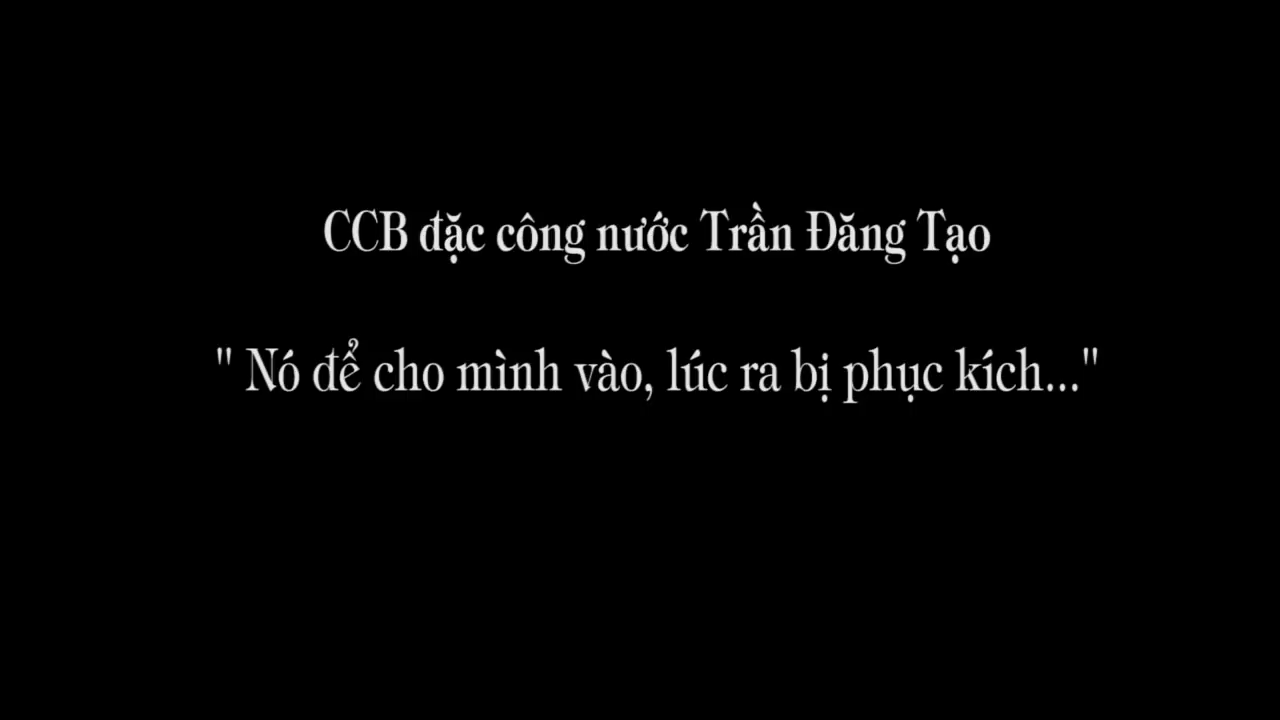 CCB đặc công nước Trần Đăng Tạo
" Nó để cho mình vào, lúc ra bị phục kích..."